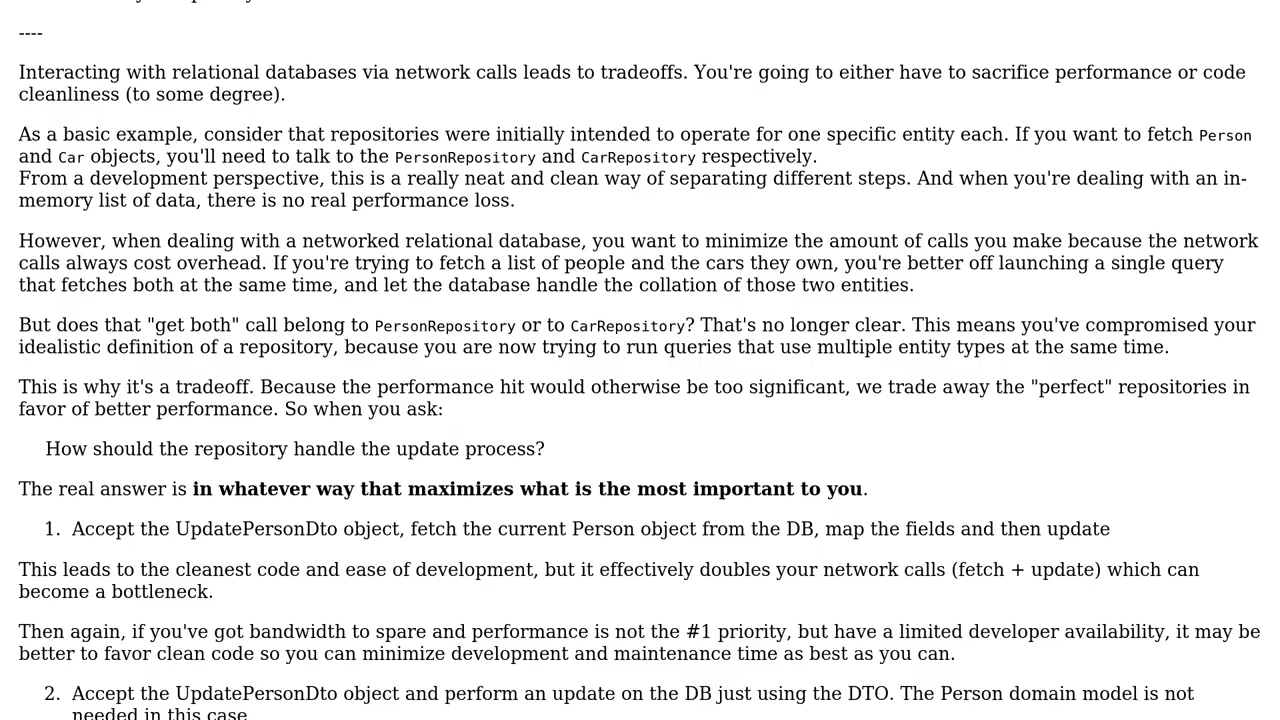 ----
Interacting with relational databases via network calls leads to tradeoffs. You're going to either have to sacrifice performance or code
cleanliness (to some degree).
As a basic example, consider that repositories were initially intended to operate for one specific entity each. If you want to fetch Person
and Car objects, you'll need to talk to the PersonRepository and CarRepository respectively.
From a development perspective, this is a really neat and clean way of separating different steps. And when you're dealing with an in-
memory list of data, there is no real performance loss.
However, when dealing with a networked relational database, you want to minimize the amount of calls you make because the network
calls always cost overhead. If you're trying to fetch a list of people and the cars they own, you're better off launching a single query
that fetches both at the same time, and let the database handle the collation of those two entities.
But does that "get both" call belong to PersonRepository or to CarRepository? That's no longer clear. This means you've compromised your
idealistic definition of a repository, because you are now trying to run queries that use multiple entity types at the same time.
This is why it's a tradeoff. Because the performance hit would otherwise be too significant, we trade away the "perfect" repositories in
favor of better performance. So when you ask:
How should the repository handle the update process?
The real answer is in whatever way that maximizes what is the most important to you.
1. Accept the UpdatePersonDto object, fetch the current Person object from the DB, map the fields and then update
This leads to the cleanest code and ease of development, but it effectively doubles your network calls (fetch + update) which can
become a bottleneck.
Then again, if you've got bandwidth to spare and performance is not the #1 priority, but have a limited developer availability, it may be
better to favor clean code so you can minimize development and maintenance time as best as you can.
2. Accept the UpdatePersonDto object and perform an update on the DB just using the DTO. The Person domain model is not
needed in this case